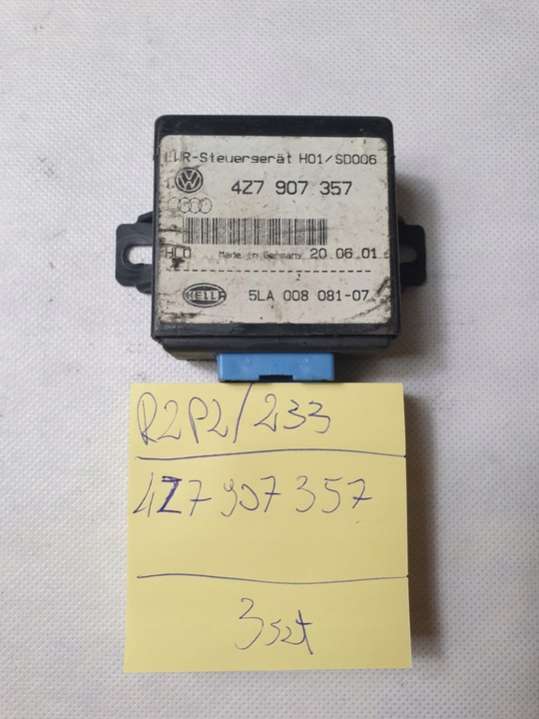 LWR-Steuergerät H01/SD006
4Z7 907 357
HLO Made in Germany 20.06.01
HELLA 5LA 008 081-07
R2P2/233
4Z7 907 357
3szt